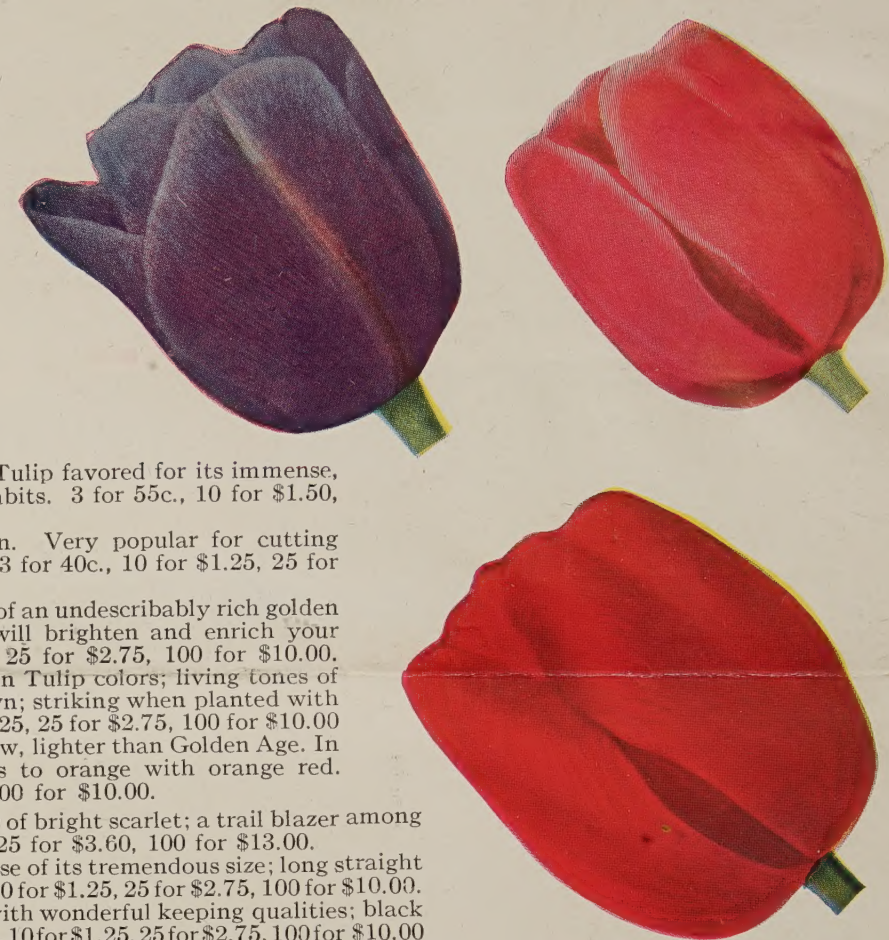 Tulip favored for its immense,
abits. 3 for 55c., 10 for $1.50,
n. Very popular for cutting
3 for 40c., 10 for $1.25, 25 for
of an undescribably rich golden
will brighten and enrich your
25 for $2.75, 100 for $10.00.
n Tulip colors; living tones of
wn; striking when planted with
25, 25 for $2.75, 100 for $10.00
w, lighter than Golden Age. In
s to orange with orange red.
00 for $10.00.
of bright scarlet; a trail blazer among
25 for $3.60, 100 for $13.00.
se of its tremendous size; long straight
0 for $1.25, 25 for $2.75, 100 for $10.00.
with wonderful keeping qualities; black
10 for $1.25, 25 for $2.75, 100 for $10.00